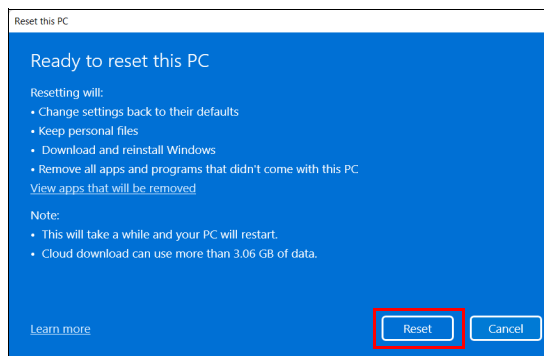 Reset this PC
Ready to reset this PC
Resetting will:
• Change settings back to their defaults
• Keep personal files
• Download and reinstall Windows
• Remove all apps and programs that didn't come with this PC
View apps that will be removed
Note:
• This will take a while and your PC will restart.
• Cloud download can use more than 3.06 GB of data.
Learn more
Reset
Cancel